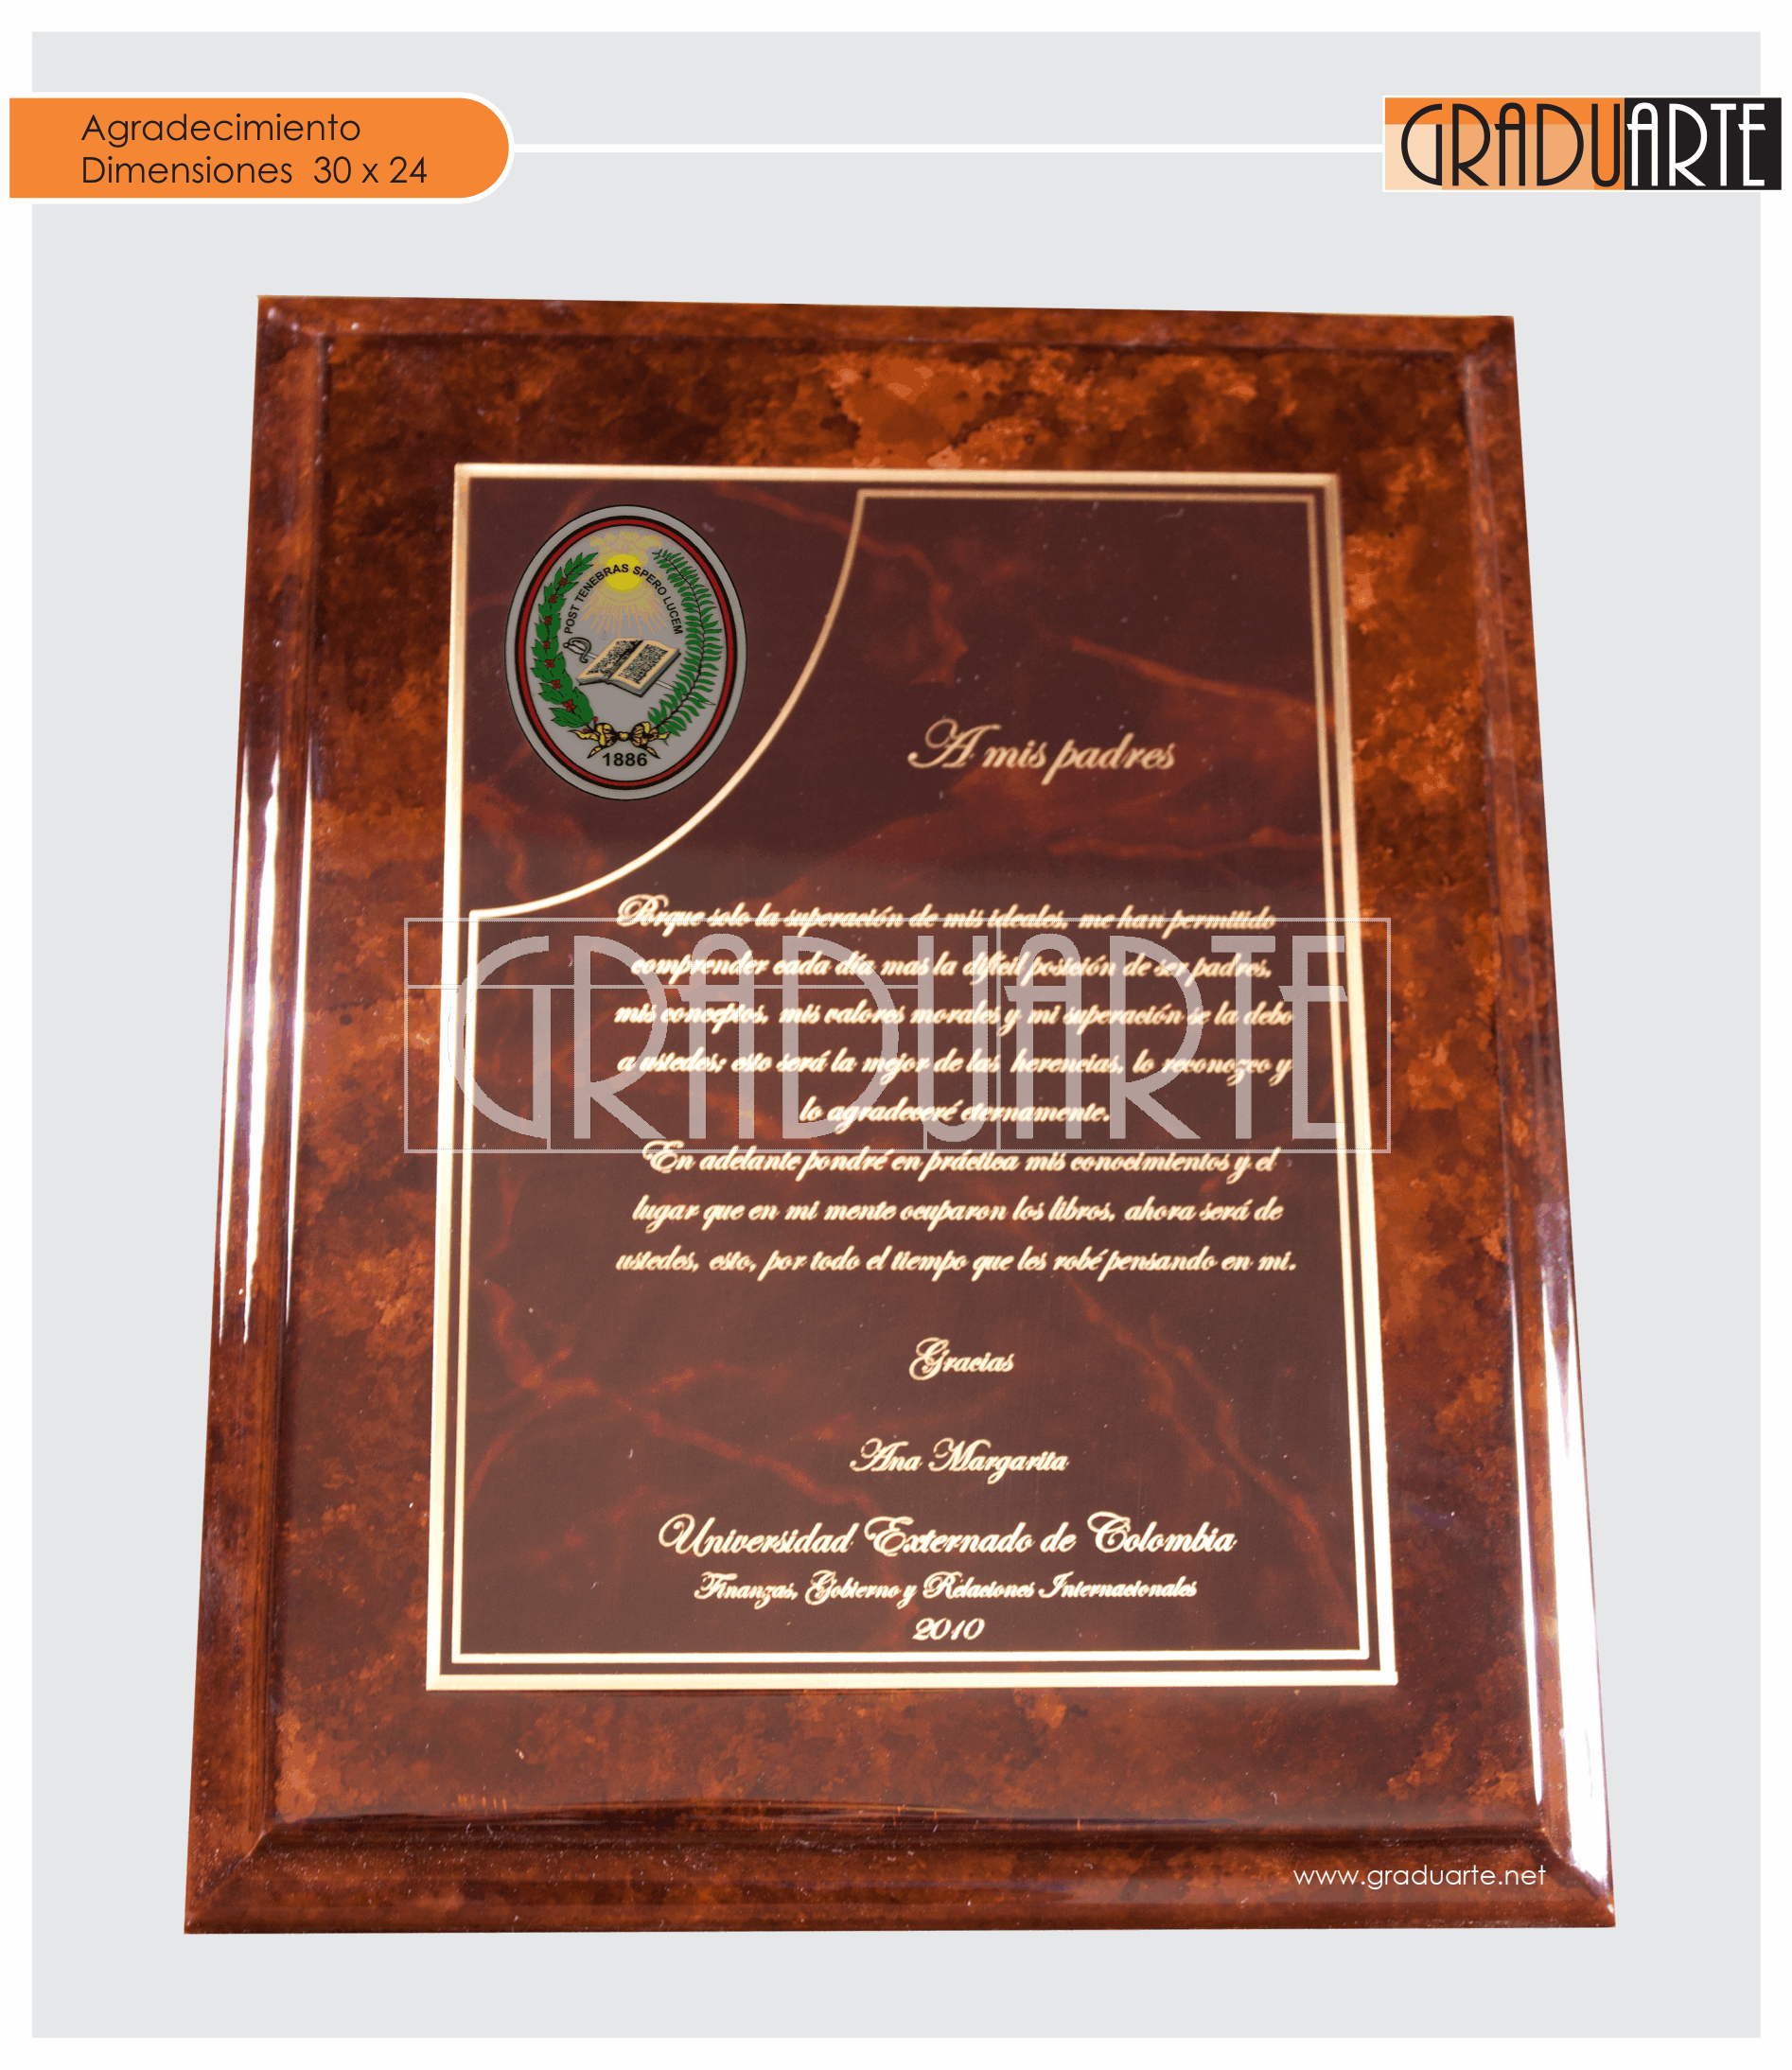 Agradecimiento
Dimensiones 30 x 24
GRADUARTE
POST TENEBRAS SPERO LUCEM
1886
A mis padres
Porque solo la superación de mis ideales, me han permitido
comprender cada día mas la difícil posición de ser padres,
mis conceptos, mis valores morales y mi superación se la debo
a ustedes; esto será la mejor de las herencias, lo reconozco y
lo agradeceré eternamente.
GRADUARTE
En adelante pondré en práctica mis conocimientos y el
lugar que en mi mente ocuparon los libros, ahora será de
ustedes, esto, por todo el tiempo que les robé pensando en mi.
Gracias
Ana Margarita
Universidad Externado de Colombia
Finanzas, Gobierno y Relaciones Internacionales
2010
www.graduarte.net